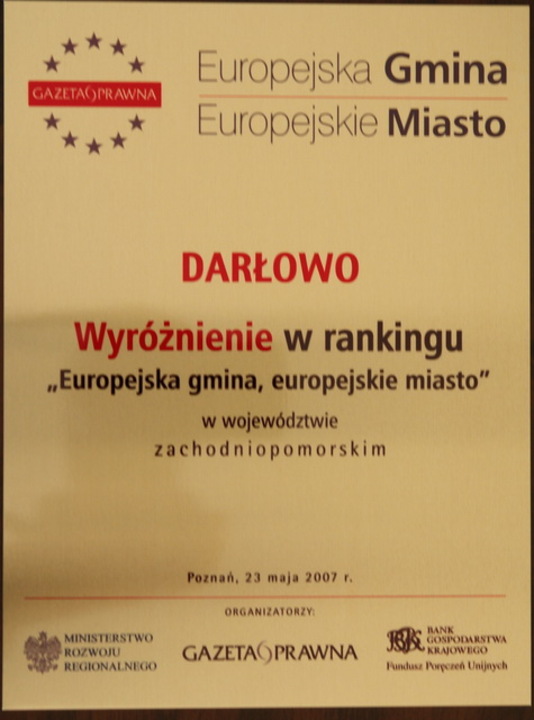 GAZETA PRAWNA
Europejska Gmina
Europejskie Miasto
DARŁOWO
Wyróżnienie w rankingu
„Europejska gmina, europejskie miasto”
w województwie
zachodniopomorskim
Poznań, 23 maja 2007 r.
ORGANIZATORZY:
MINISTERSTWO
ROZWOJU
REGIONALNEGO
GAZETA PRAWNA
BGK BANK
GOSPODARSTWA
KRAJOWEGO
Fundusz Poręczeń Unijnych